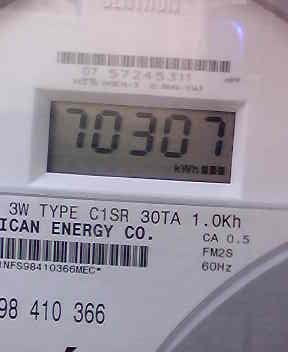 07 57245311
70307
kWh
3W TYPE C1SR 30TA 1.0Kh
ICAN ENERGY CO.
CA 0.5
FM2S
60Hz
1NFS98410366MEC*
98 410 366